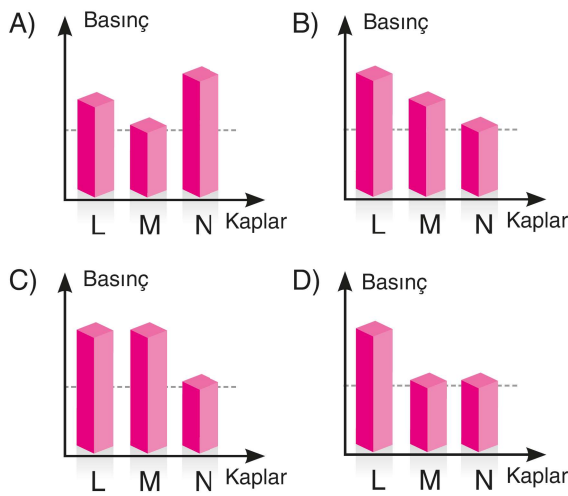 A) Basınç
L M N Kaplar
B) Basınç
L M N Kaplar
C) Basınç
L M N Kaplar
D) Basınç
L M N Kaplar